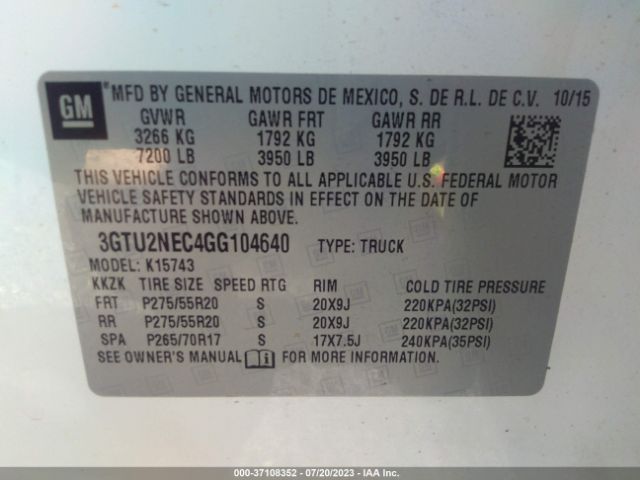 GM
MFD BY GENERAL MOTORS DE MEXICO, S. DE R.L. DE C.V. 10/15
GVWR GAWR FRT GAWR RR
3266 KG 1792 KG 1792 KG
7200 LB 3950 LB 3950 LB
THIS VEHICLE CONFORMS TO ALL APPLICABLE U.S. FEDERAL MOTOR
VEHICLE SAFETY STANDARDS IN EFFECT ON THE DATE OF
MANUFACTURE SHOWN ABOVE.
3GTU2NEC4GG104640 TYPE: TRUCK
MODEL: K15743
KKZK TIRE SIZE SPEED RTG RIM COLD TIRE PRESSURE
FRT P275/55R20 S 20X9J 220KPA(32PSI)
RR P275/55R20 S 20X9J 220KPA(32PSI)
SPA P265/70R17 S 17X7.5J 240KPA(35PSI)
SEE OWNER'S MANUAL FOR MORE INFORMATION.
000-37108352 / 07/20/2023 - IAA Inc.